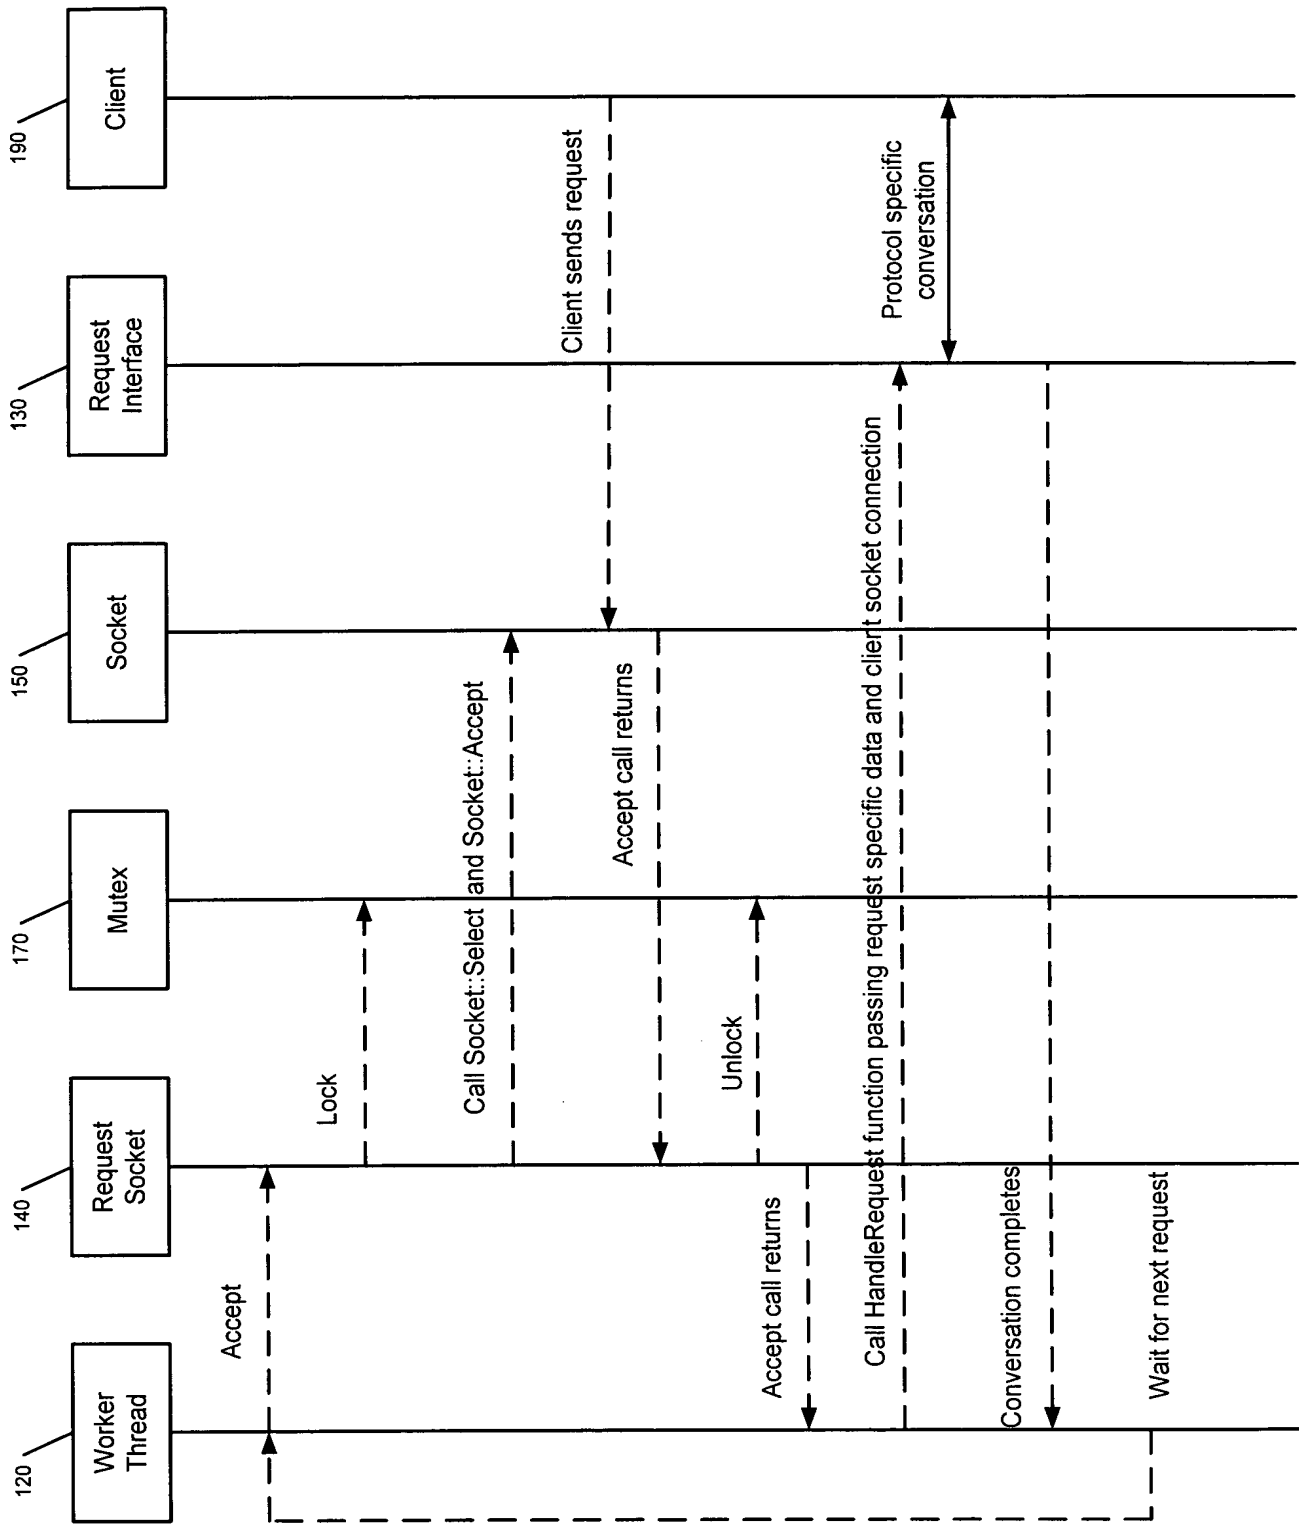 120
140
170
150
130
190
Worker
Thread
Request
Socket
Mutex
Socket
Request
Interface
Client
Accept
Lock
Call Socket::Select and Socket::Accept
Client sends request
Accept call returns
Unlock
Accept call returns
Call HandleRequest function passing request specific data and client socket connection
Protocol specific
conversation
Conversation completes
Wait for next request